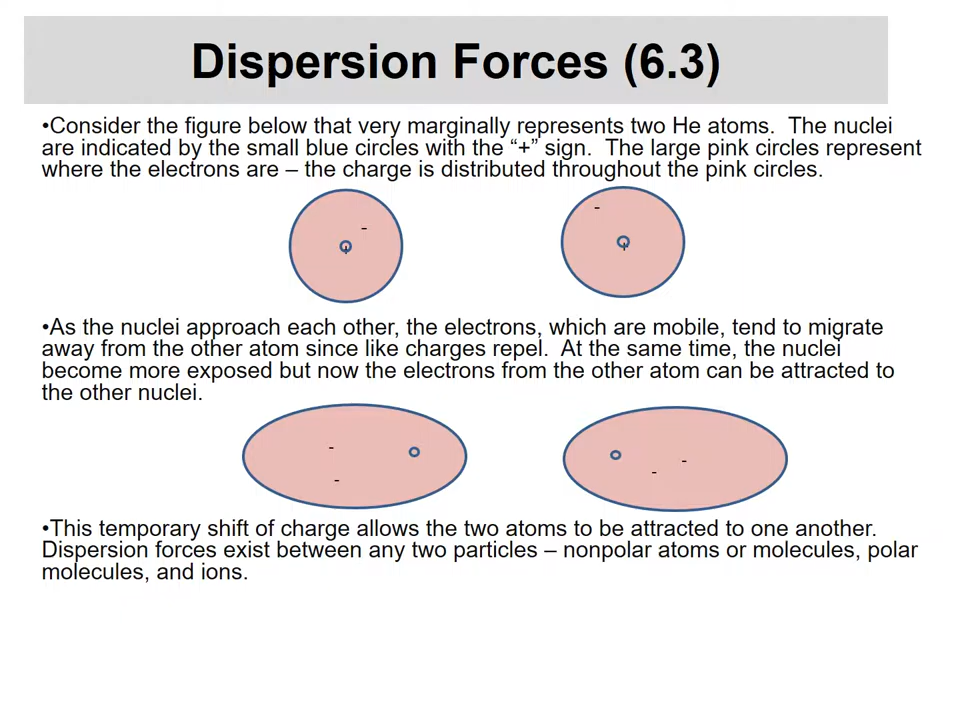 Dispersion Forces (6.3)
•Consider the figure below that very marginally represents two He atoms.  The nuclei
are indicated by the small blue circles with the “+” sign.  The large pink circles represent
where the electrons are – the charge is distributed throughout the pink circles.
-
-
+
+
•As the nuclei approach each other, the electrons, which are mobile, tend to migrate
away from the other atom since like charges repel.  At the same time, the nuclei
become more exposed but now the electrons from the other atom can be attracted to
the other nuclei.
-
-
-
-
•This temporary shift of charge allows the two atoms to be attracted to one another.
Dispersion forces exist between any two particles – nonpolar atoms or molecules, polar
molecules, and ions.